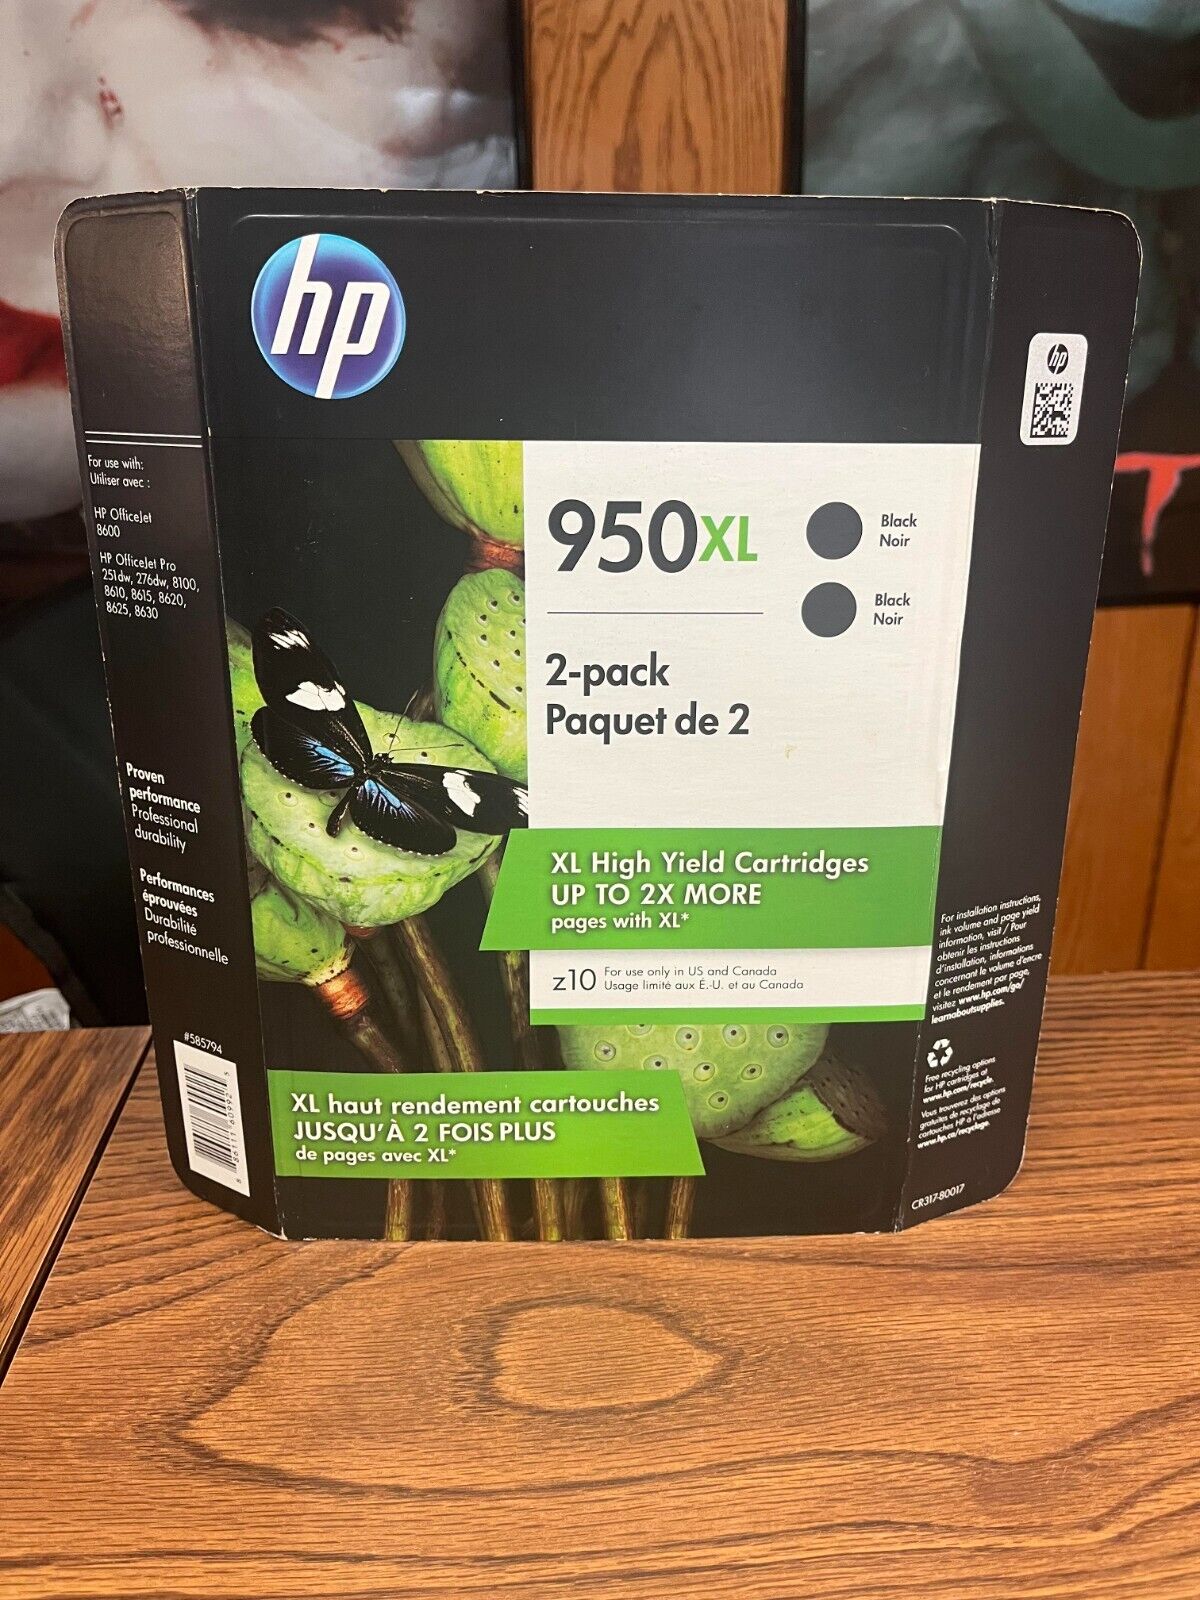 hp
For use with:
Utiliser avec :
HP OfficeJet
8600
HP OfficeJet Pro
251dw, 276dw, 8100,
8610, 8615, 8620,
8625, 8630
Proven
performance
Professional
durability
Performances
éprouvées
Durabilité
professionnelle
#585794
8 86111 60992 5
950XL
Black
Noir
Black
Noir
2-pack
Paquet de 2
XL High Yield Cartridges
UP TO 2X MORE
pages with XL*
z10 For use only in US and Canada
Usage limité aux É.-U. et au Canada
XL haut rendement cartouches
JUSQU'À 2 FOIS PLUS
de pages avec XL*
hp
For installation instructions,
ink volume and page yield
information, visit / Pour
obtenir les instructions
d'installation, informations
concernant le volume d'encre
et le rendement par page,
visitez www.hp.com/go/
learnaboutsupplies.
Free recycling options
for HP cartridges at
www.hp.com/recycle.
Vous trouverez des options
gratuites de recyclage de
cartouches HP à l'adresse
www.hp.ca/recyclage.
CR317-80017